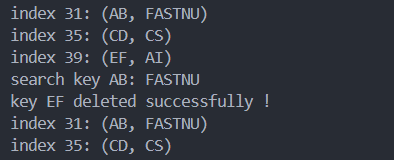 index 31: (AB, FASTNU)
index 35: (CD, CS)
index 39: (EF, AI)
search key AB: FASTNU
key EF deleted successfully !
index 31: (AB, FASTNU)
index 35: (CD, CS)